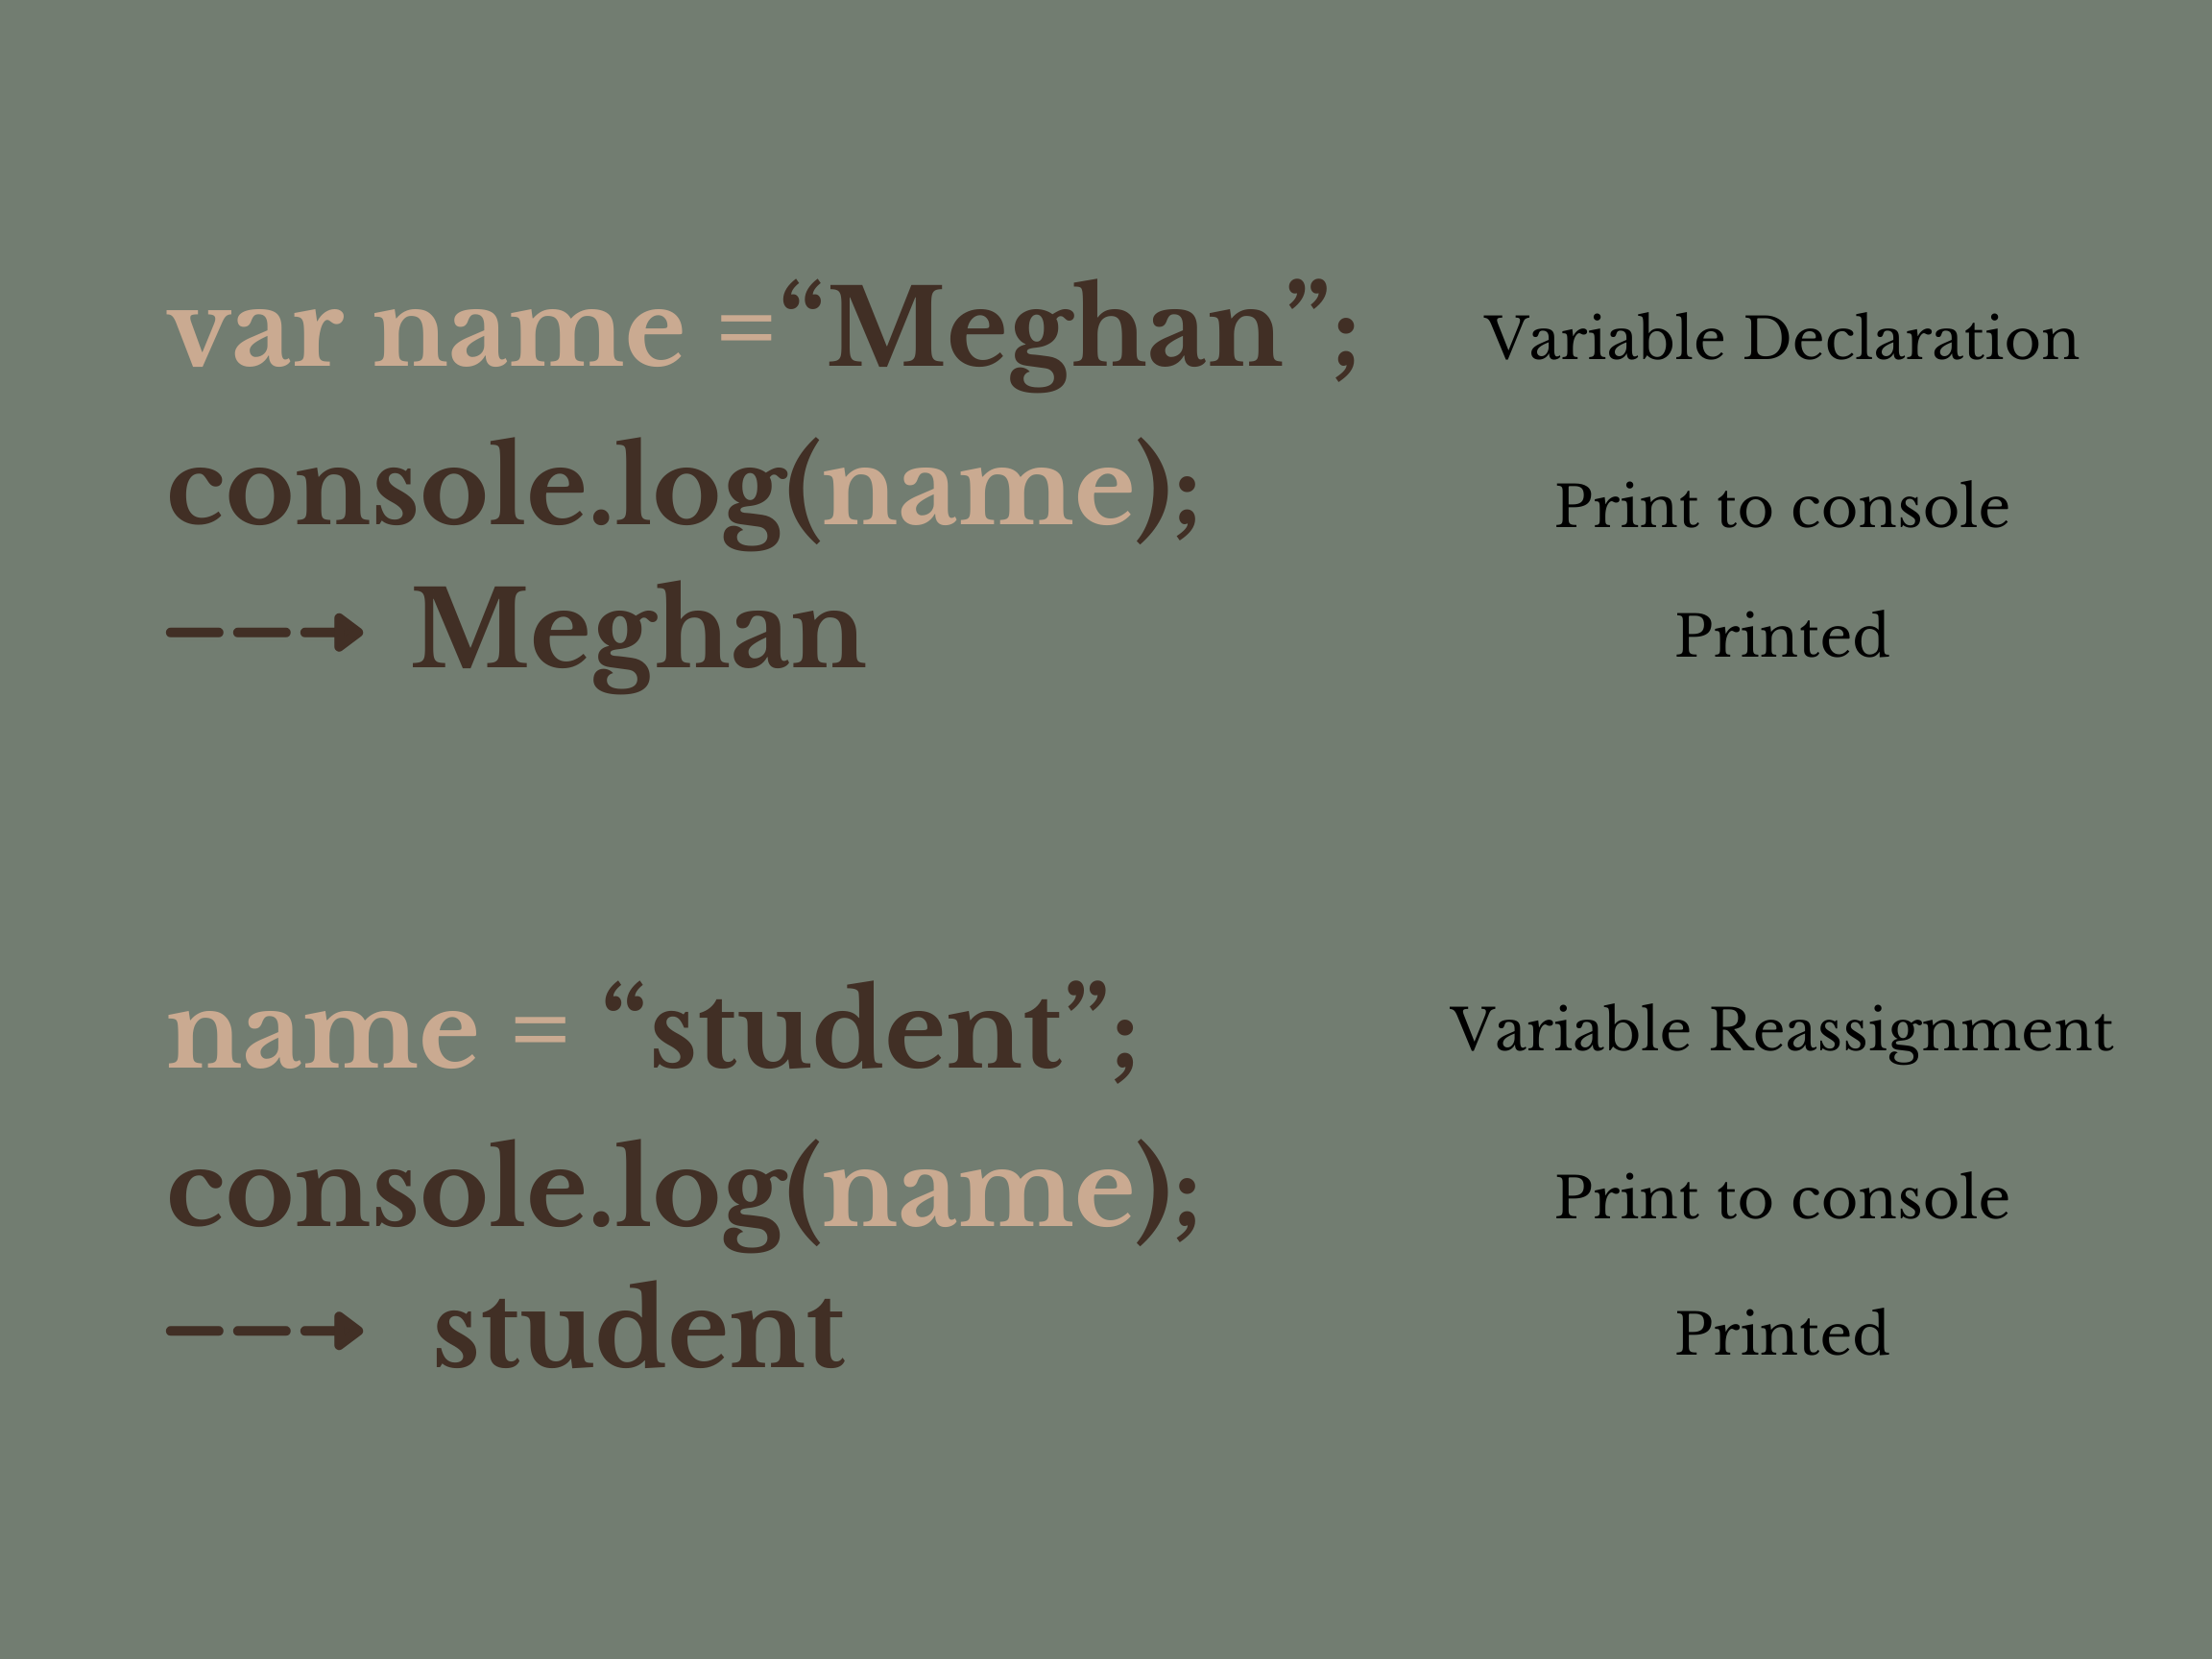 var name =“Meghan”; Variable Declaration
console.log(name); Print to console
Meghan Printed
name = “student”; Variable Reassignment
console.log(name); Print to console
student Printed